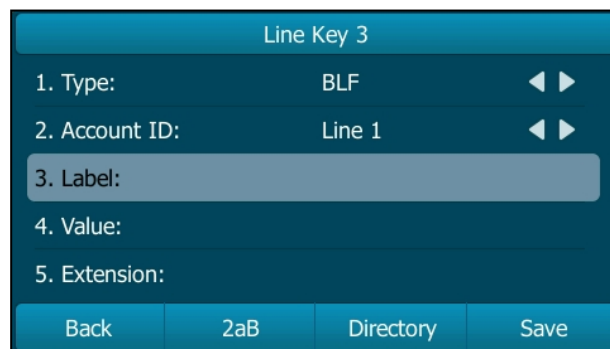 Line Key 3
1. Type: BLF
2. Account ID: Line 1
3. Label:
4. Value:
5. Extension:
Back 2aB Directory Save